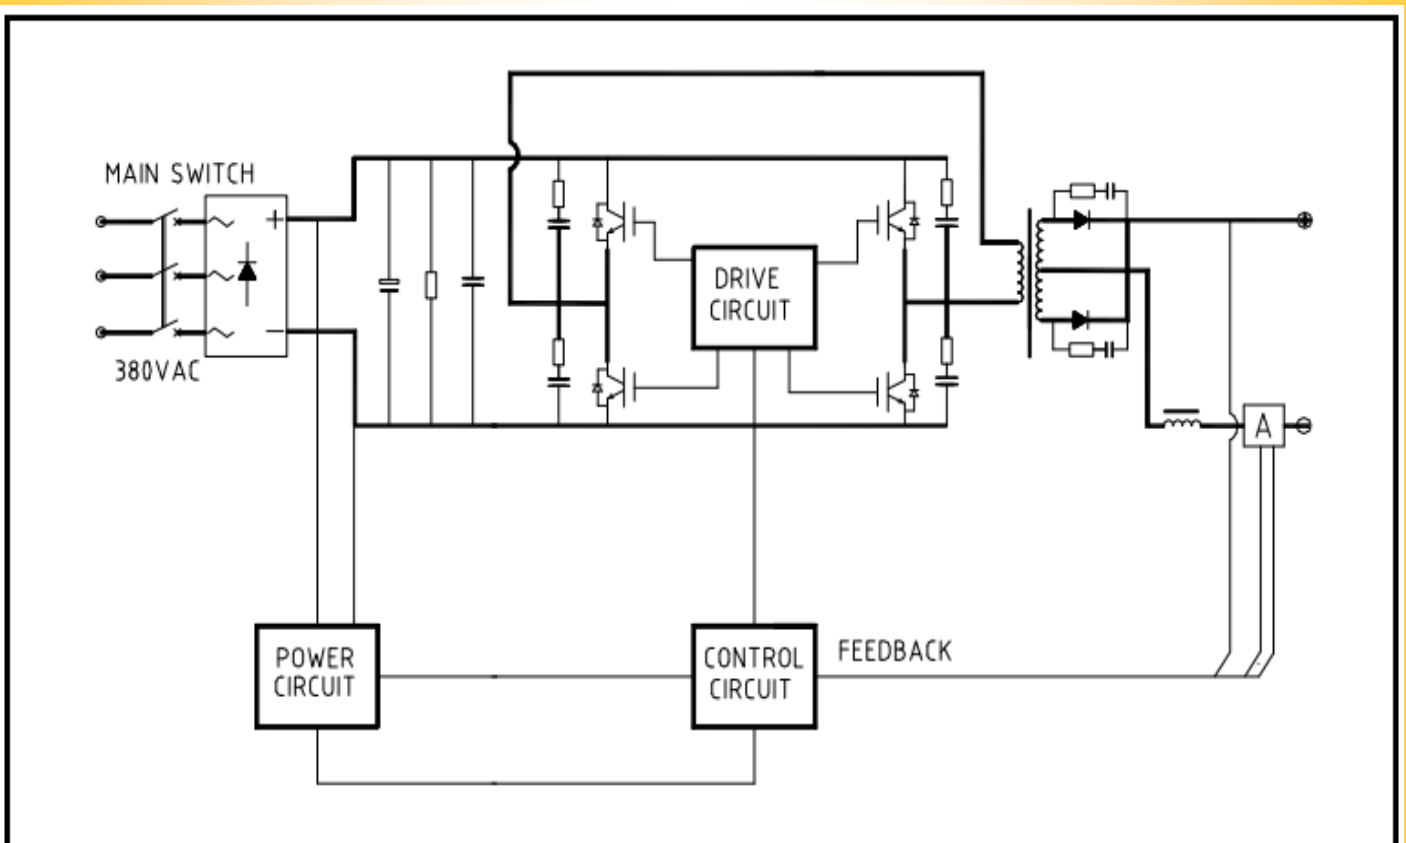 MAIN SWITCH
+
−
380VAC
DRIVE
CIRCUIT
A
POWER
CIRCUIT
CONTROL
CIRCUIT
FEEDBACK